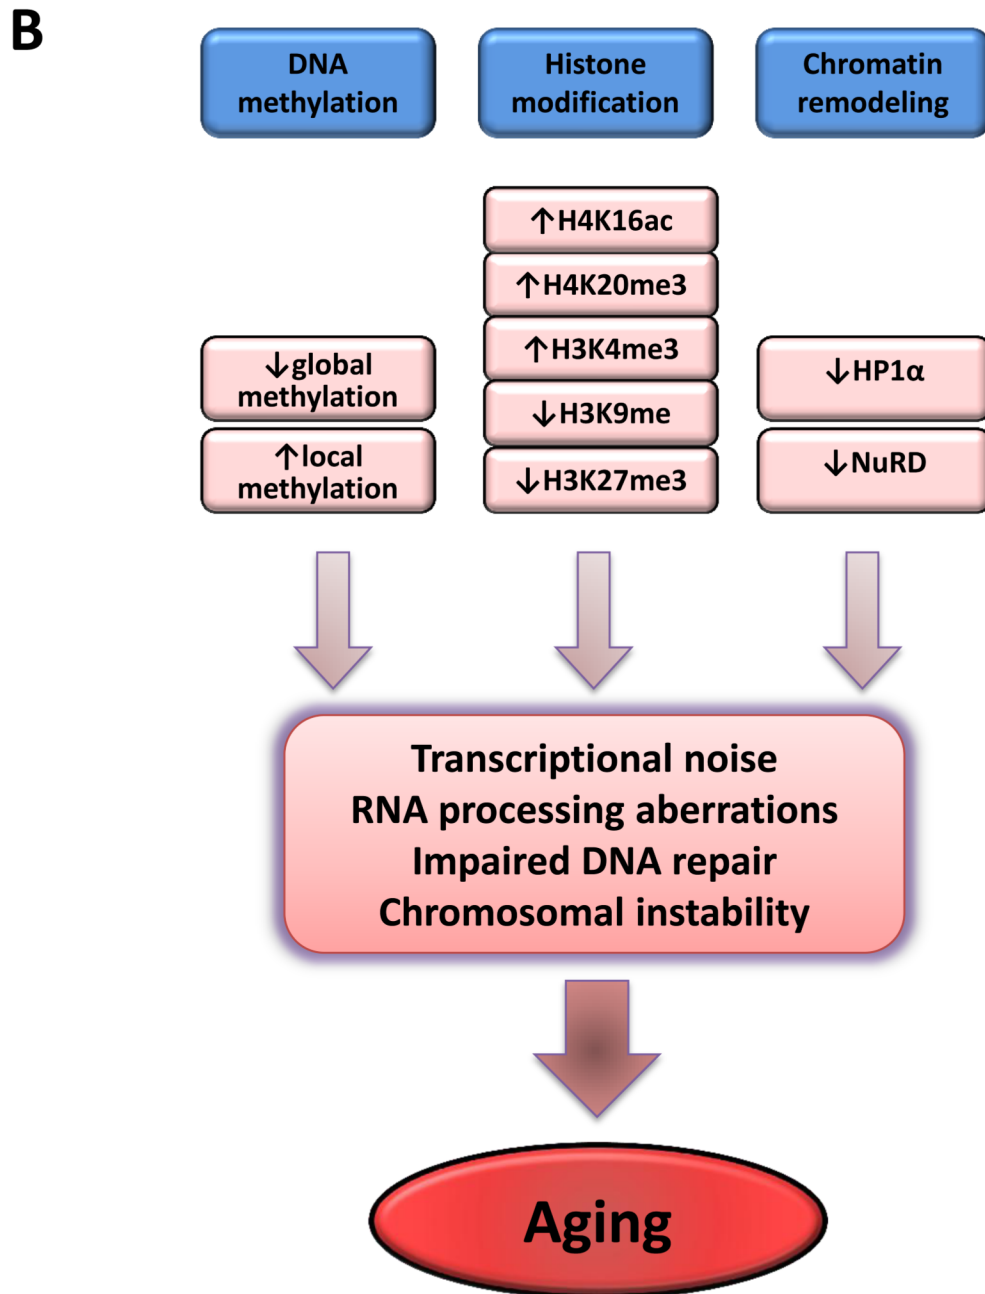 B
DNA
methylation
Histone
modification
Chromatin
remodeling
↓global
methylation
↑local
methylation
↑H4K16ac
↑H4K20me3
↑H3K4me3
↓H3K9me
↓H3K27me3
↓HP1α
↓NuRD
Transcriptional noise
RNA processing aberrations
Impaired DNA repair
Chromosomal instability
Aging